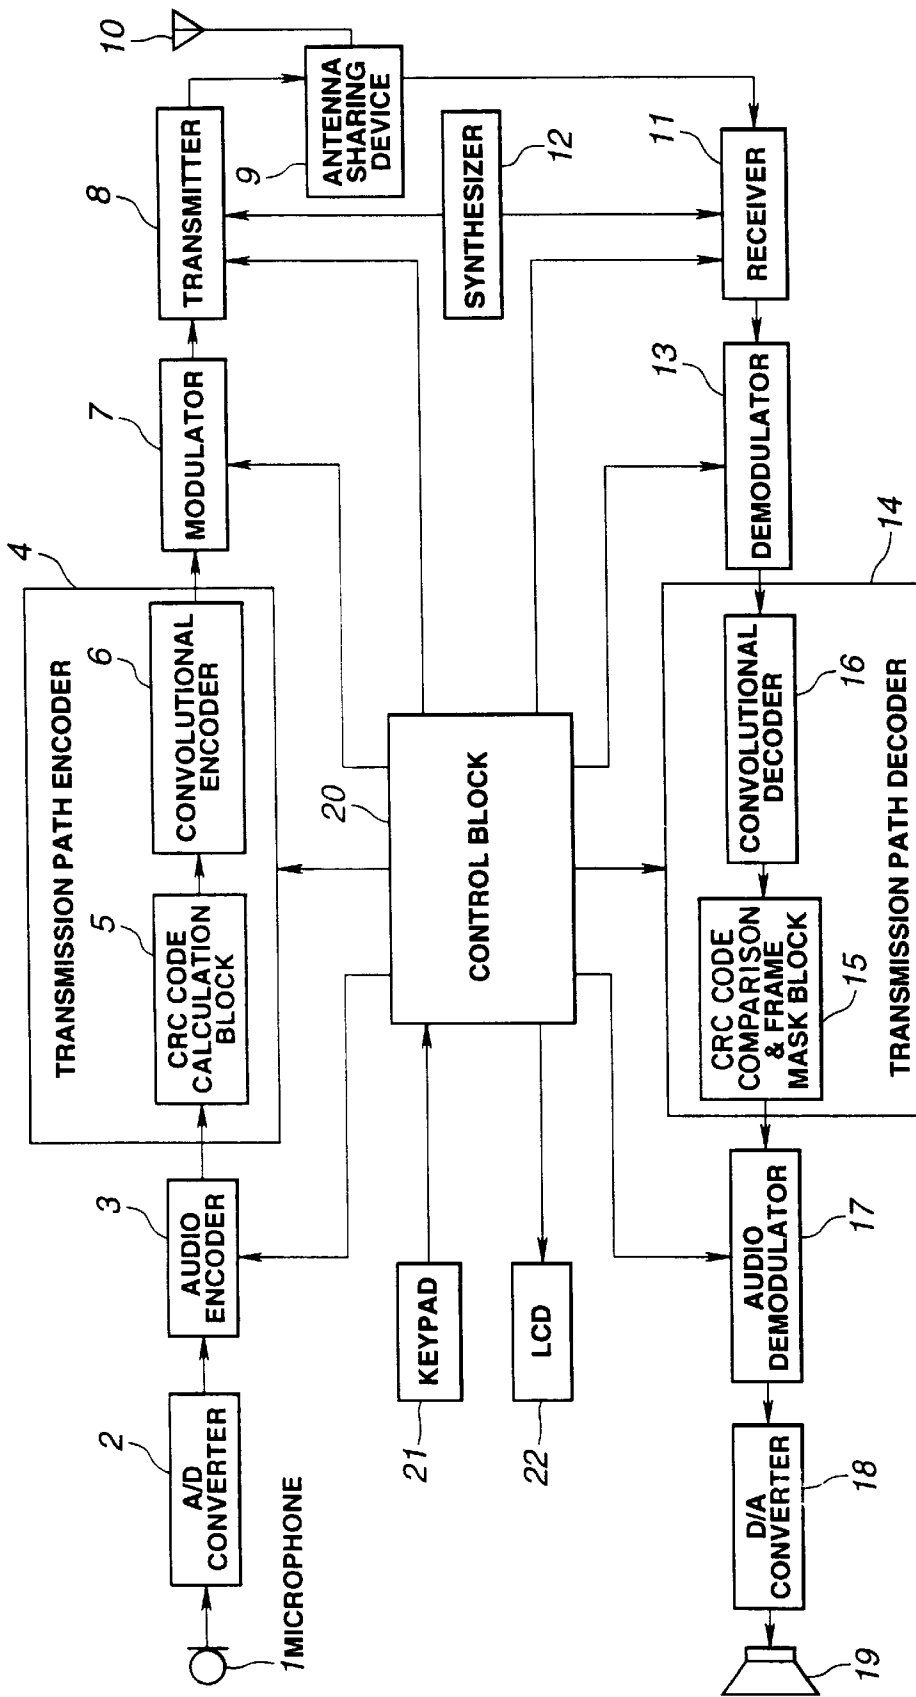 10
8
TRANSMITTER
9
ANTENNA
SHARING
DEVICE
SYNTHESIZER
12
11
RECEIVER
7
MODULATOR
13
DEMODULATOR
4
TRANSMISSION PATH ENCODER
6
CONVOLUTIONAL
ENCODER
5
CRC CODE
CALCULATION
BLOCK
20
CONTROL BLOCK
14
TRANSMISSION PATH DECODER
CONVOLUTIONAL
DECODER
16
CRC CODE
COMPARISON
& FRAME
MASK BLOCK
15
3
AUDIO
ENCODER
2
A/D
CONVERTER
1 MICROPHONE
KEYPAD
21
LCD
22
AUDIO
DEMODULATOR
17
D/A
CONVERTER
18
19